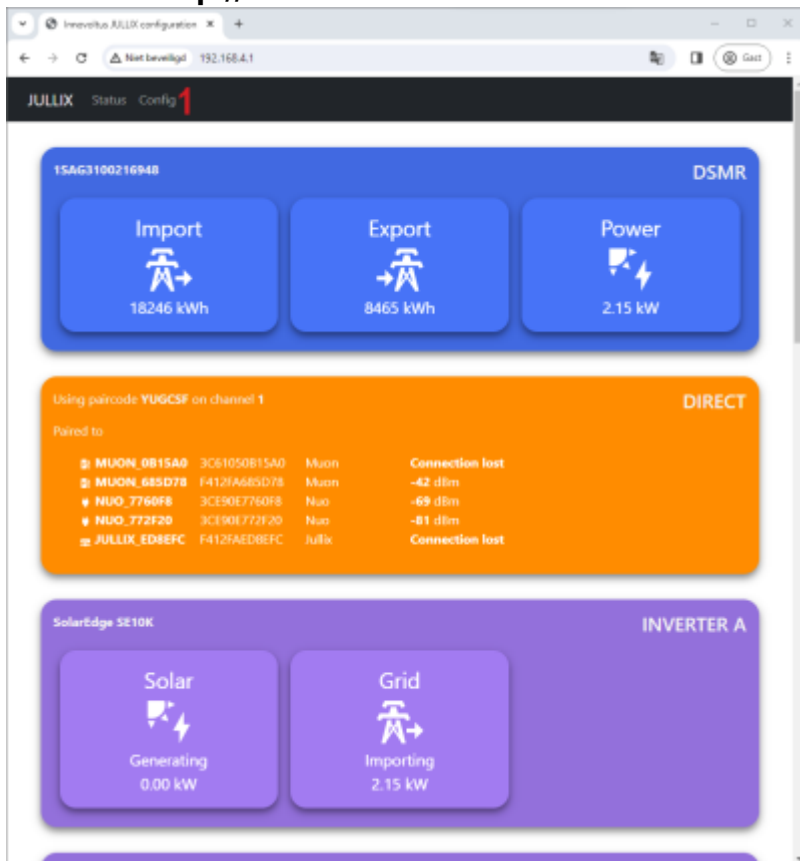 Innovoltus JULLIX configuration
Niet beveiligd 192.168.4.1
Gast
JULLIX Status Config 1
1SAG3100216948
DSMR
Import
Export
Power
18246 kWh
8465 kWh
2.15 kW
Using paircode YUGCSF on channel 1
DIRECT
Paired to
MUON_0B15A0 3C61050B15A0 Muon Connection lost
MUON_685D78 F412FA685D78 Muon -42 dBm
NUO_7760F8 3CE90E7760F8 Nuo -69 dBm
NUO_772F20 3CE90E772F20 Nuo -81 dBm
JULLIX_ED8EFC F412FAED8EFC Jullix Connection lost
SolarEdge SE10K
INVERTER A
Solar
Grid
Generating
Importing
0.00 kW
2.15 kW